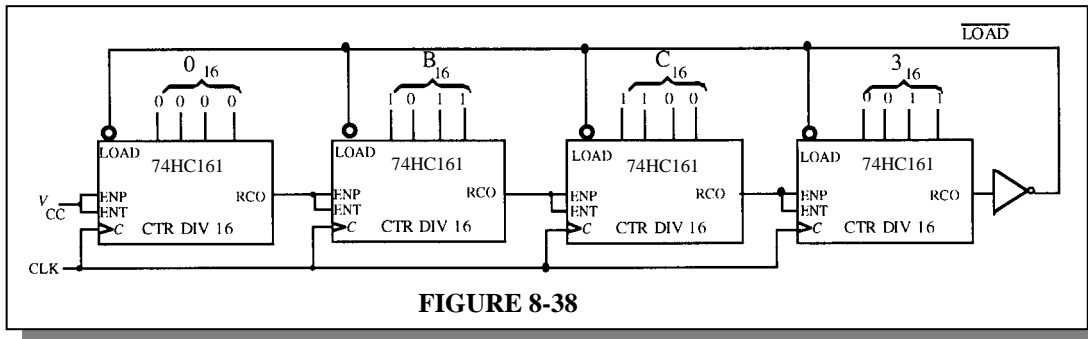 LOAD
0 16 B 16 C 16 3 16
0 0 0 0 1 0 1 1 1 1 0 0 0 0 1 1
LOAD LOAD LOAD LOAD
74HC161 74HC161 74HC161 74HC161
V CC ENP RCO ENP RCO ENP RCO ENP RCO
ENT ENT ENT ENT
C CTR DIV 16 C CTR DIV 16 C CTR DIV 16 C CTR DIV 16
CLK
FIGURE 8-38